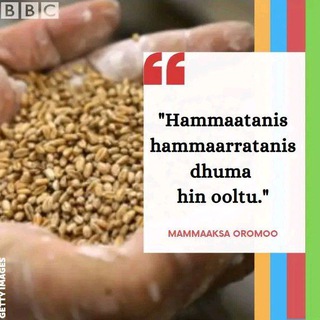 BBC
"Hammaatanis
hammaarratanis
dhuma
hin ooltu."
MAMMAAKSA OROMOO
GETTY IMAGES